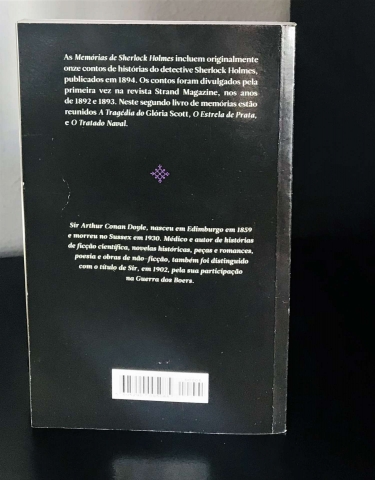 As Memórias de Sherlock Holmes incluem originalmente
onze contos de histórias do detective Sherlock Holmes,
publicados em 1894. Os contos foram divulgados pela
primeira vez na revista Strand Magazine, nos anos
de 1892 e 1893. Neste segundo livro de memórias estão
reunidos A Tragédia do Glória Scott, O Estrela de Prata,
e O Tratado Naval.
Sir Arthur Conan Doyle, nasceu em Edimburgo em 1859
e morreu no Sussex em 1930. Médico e autor de histórias
de ficção científica, novelas históricas, peças e romances,
poesia e obras de não-ficção, também foi distinguido
com o título de Sir, em 1902, pela sua participação
na Guerra dos Boers.